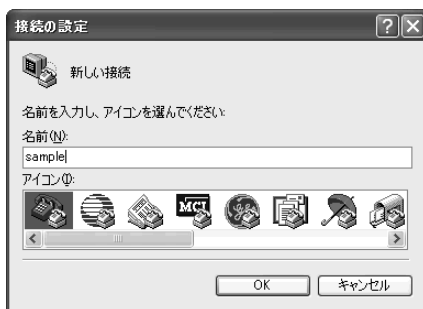 接続の設定
新しい接続
名前を入力し、アイコンを選んでください:
名前(N):
sample
アイコン(I):
MCI
OK キャンセル